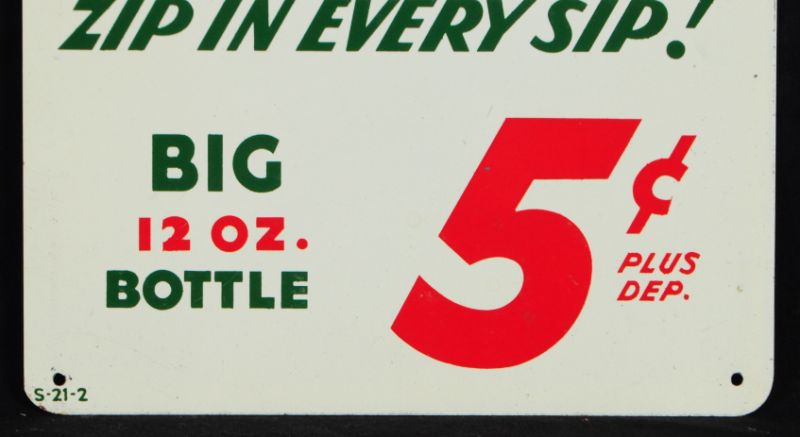 ZIP IN EVERY SIP!
BIG
12 OZ.
BOTTLE
5¢
PLUS
DEP.
S-21-2